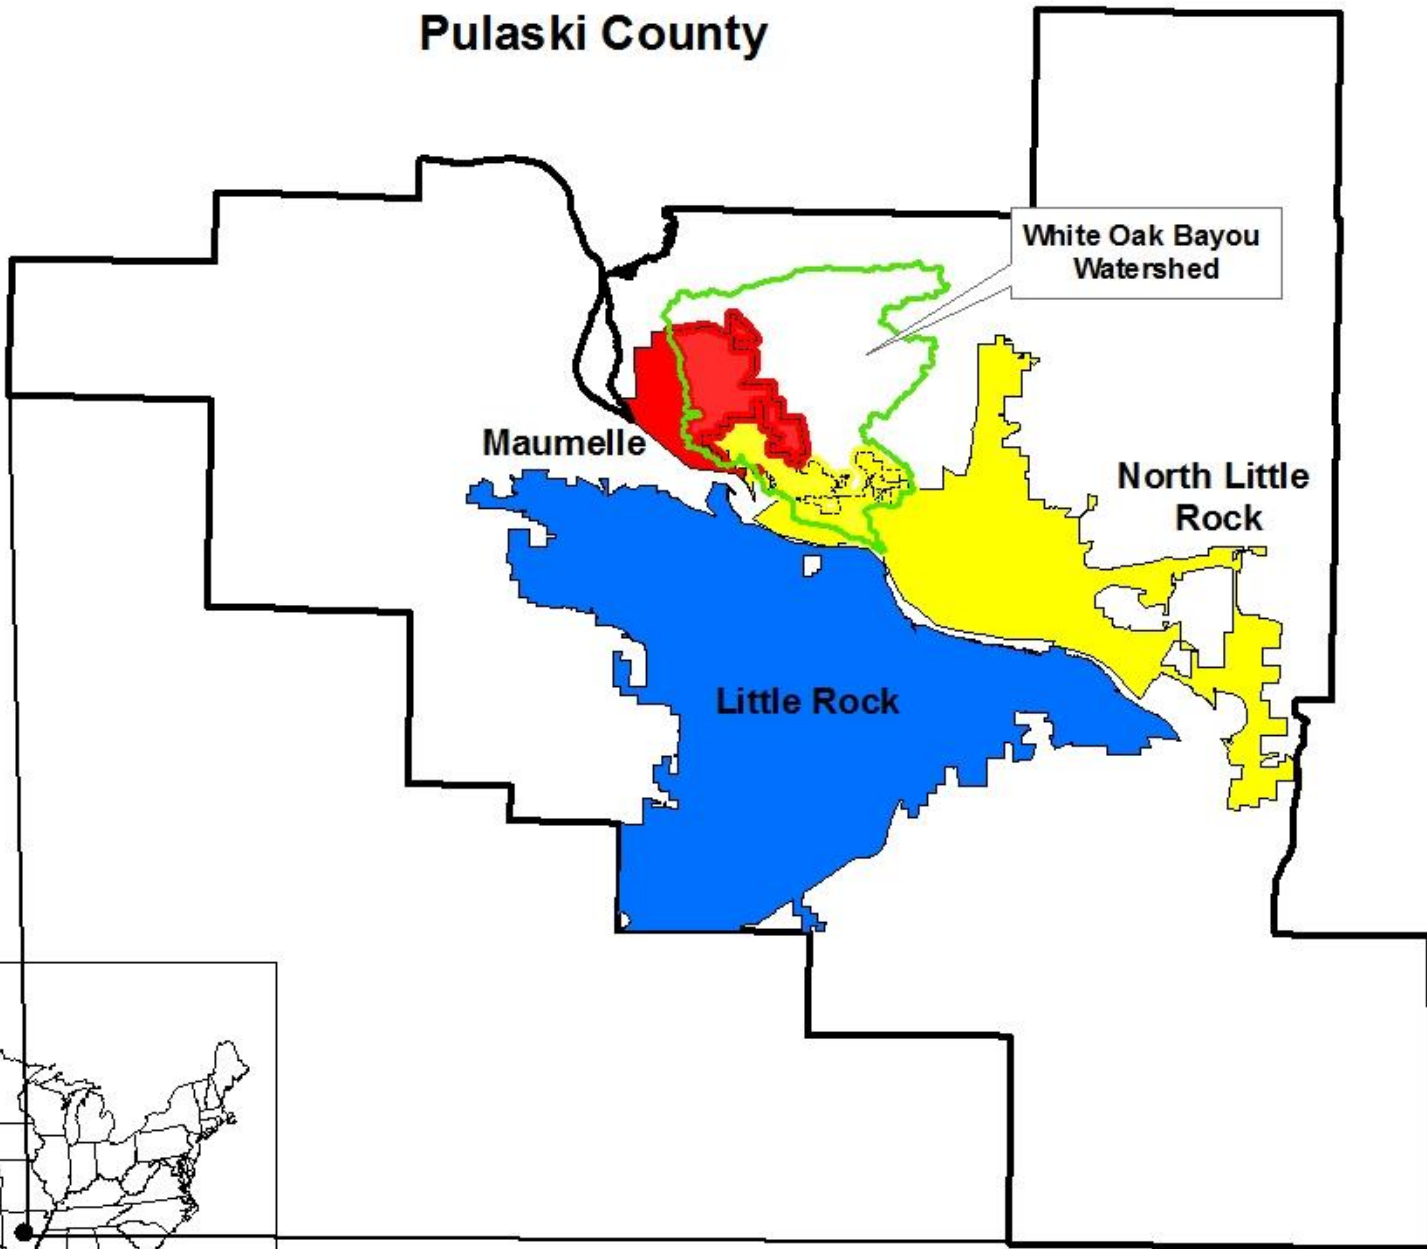 Pulaski County
White Oak Bayou
Watershed
Maumelle
North Little
Rock
Little Rock